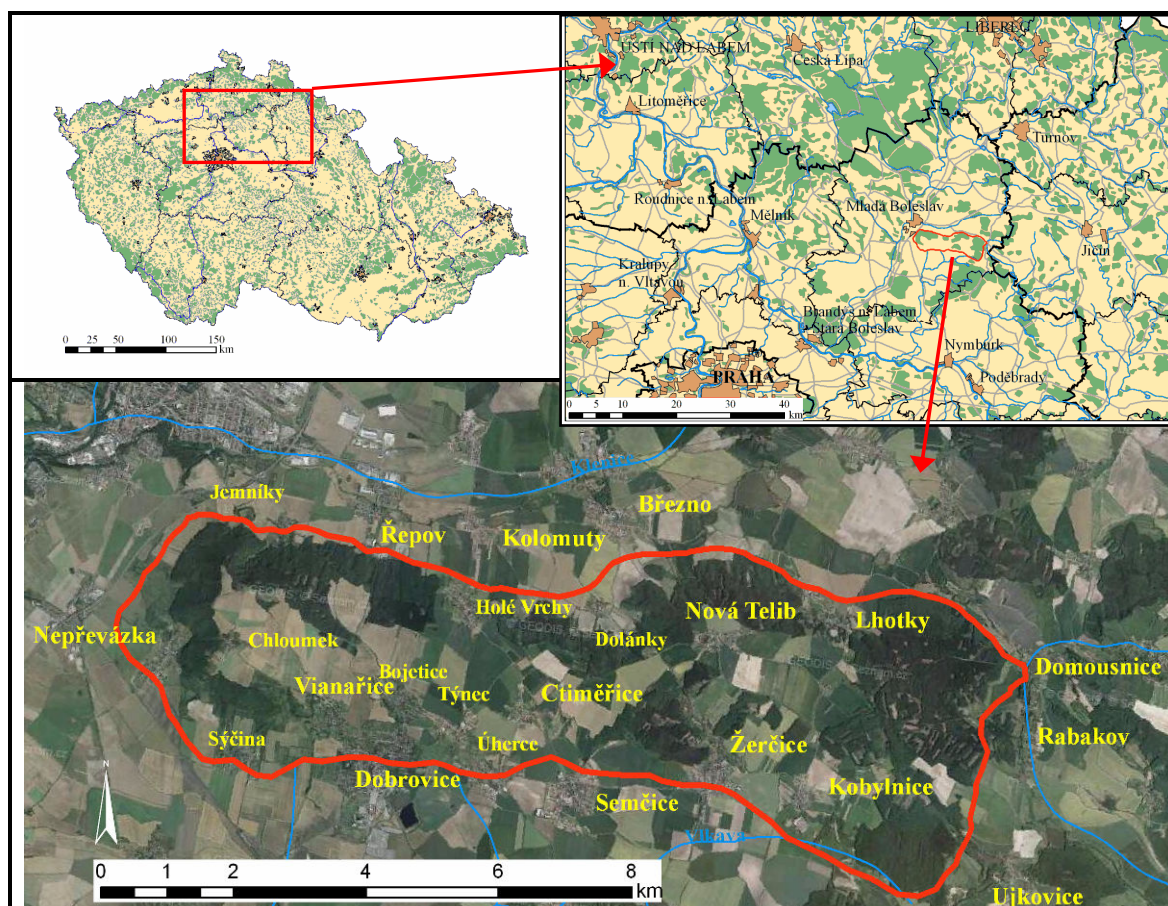 0 25 50 100 150
km
ÚSTÍ NAD LABEM
LIBEREC
Česká Lípa
Litoměřice
Turnov
Roudnice n. Labem
Mělník
Mladá Boleslav
Jičín
Kralupy
n. Vltavou
Brandýs n. Labem
Stará Boleslav
Nymburk
PRAHA
Poděbrady
0 5 10 20 30 40
km
Klenice
Jemníky
Březno
Řepov
Kolomuty
Holé Vrchy
Nová Telib
Lhotky
Nepřevázka
Chloumek
Dolánky
Domousnice
Bojetice
Vianařice
Týnec
Ctiměřice
Sýčina
Úherce
Žerčice
Rabakov
Dobrovice
Semčice
Kobylnice
Vlkava
N
0 1 2 4 6 8
km
Ujkovice